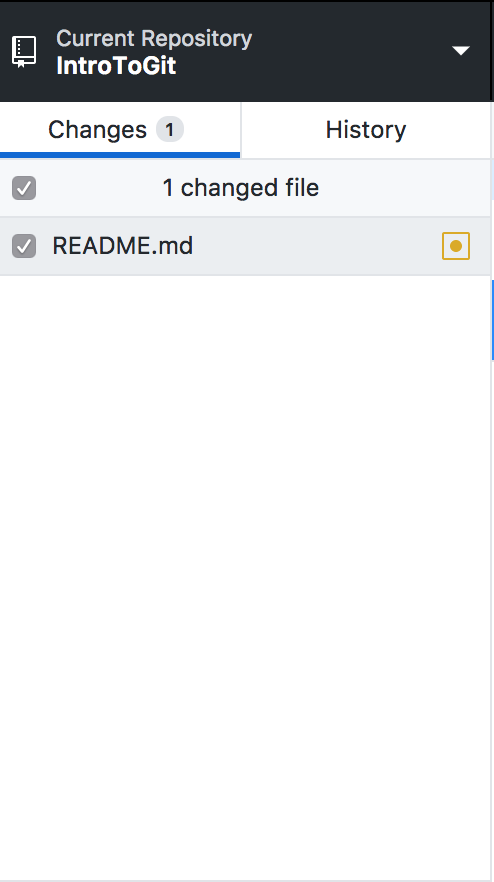 Current Repository
IntroToGit
Changes 1
History
1 changed file
README.md